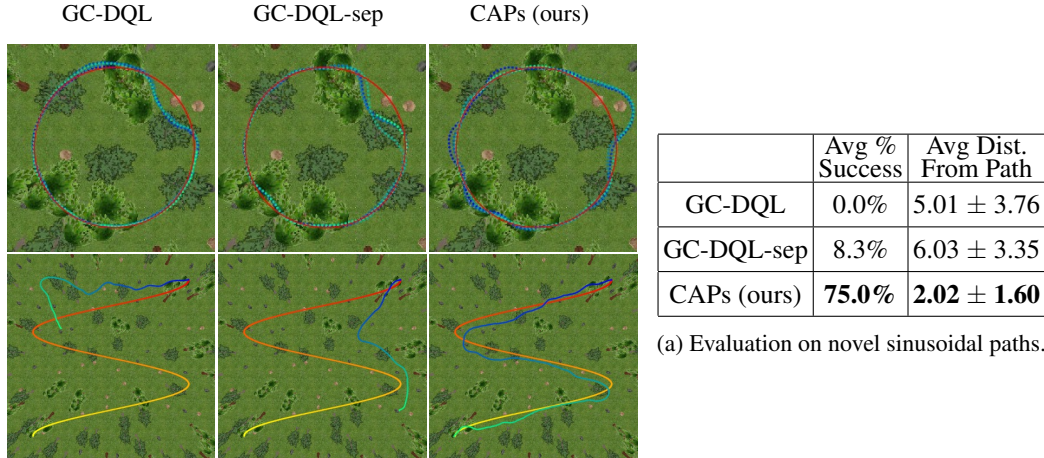 GC-DQL GC-DQL-sep CAPs (ours)
Avg % Success Avg Dist. From Path
GC-DQL 0.0% 5.01 ± 3.76
GC-DQL-sep 8.3% 6.03 ± 3.35
CAPs (ours) 75.0% 2.02 ± 1.60
(a) Evaluation on novel sinusoidal paths.